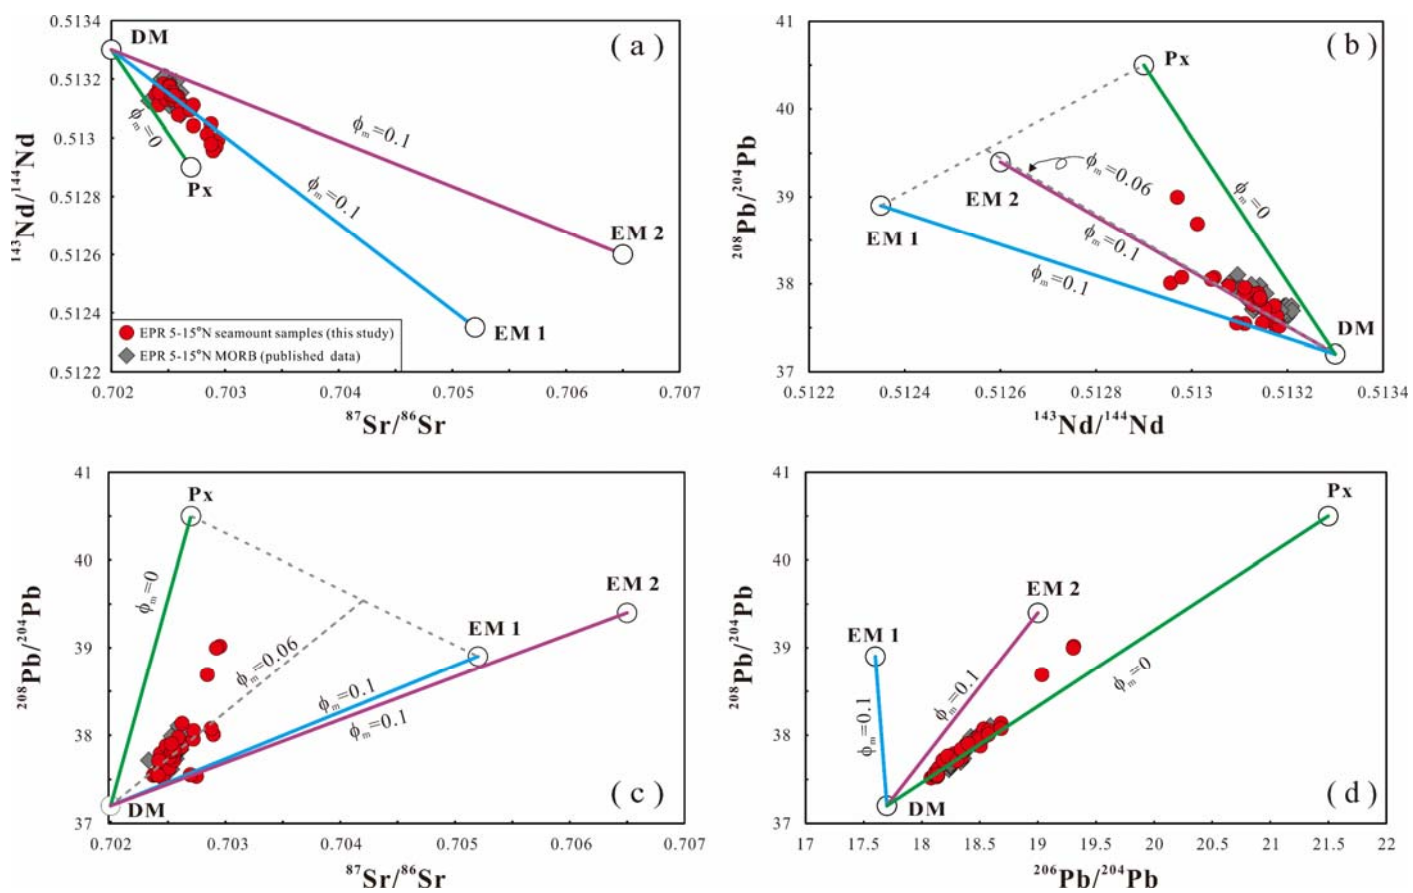 0.5134
0.5132
0.513
0.5128
0.5126
0.5124
0.5122
¹⁴³Nd/¹⁴⁴Nd
DM
( a )
ϕₘ=0
Px
ϕₘ=0.1
ϕₘ=0.1
EM 2
EM 1
EPR 5-15°N seamount samples (this study)
EPR 5-15°N MORB (published data)
0.702 0.703 0.704 0.705 0.706 0.707
⁸⁷Sr/⁸⁶Sr
41
40
39
38
37
²⁰⁸Pb/²⁰⁴Pb
( b )
Px
ϕₘ=0.06
EM 2
EM 1
ϕₘ=0
ϕₘ=0.1
ϕₘ=0.1
DM
0.5122 0.5124 0.5126 0.5128 0.513 0.5132 0.5134
¹⁴³Nd/¹⁴⁴Nd
41
40
39
38
37
²⁰⁸Pb/²⁰⁴Pb
Px
ϕₘ=0
EM 2
EM 1
ϕₘ=0.06
ϕₘ=0.1
ϕₘ=0.1
DM
( c )
0.702 0.703 0.704 0.705 0.706 0.707
⁸⁷Sr/⁸⁶Sr
41
40
39
38
37
²⁰⁸Pb/²⁰⁴Pb
Px
EM 2
EM 1
ϕₘ=0.1
ϕₘ=0
ϕₘ=0.1
DM
( d )
17 17.5 18 18.5 19 19.5 20 20.5 21 21.5 22
²⁰⁶Pb/²⁰⁴Pb